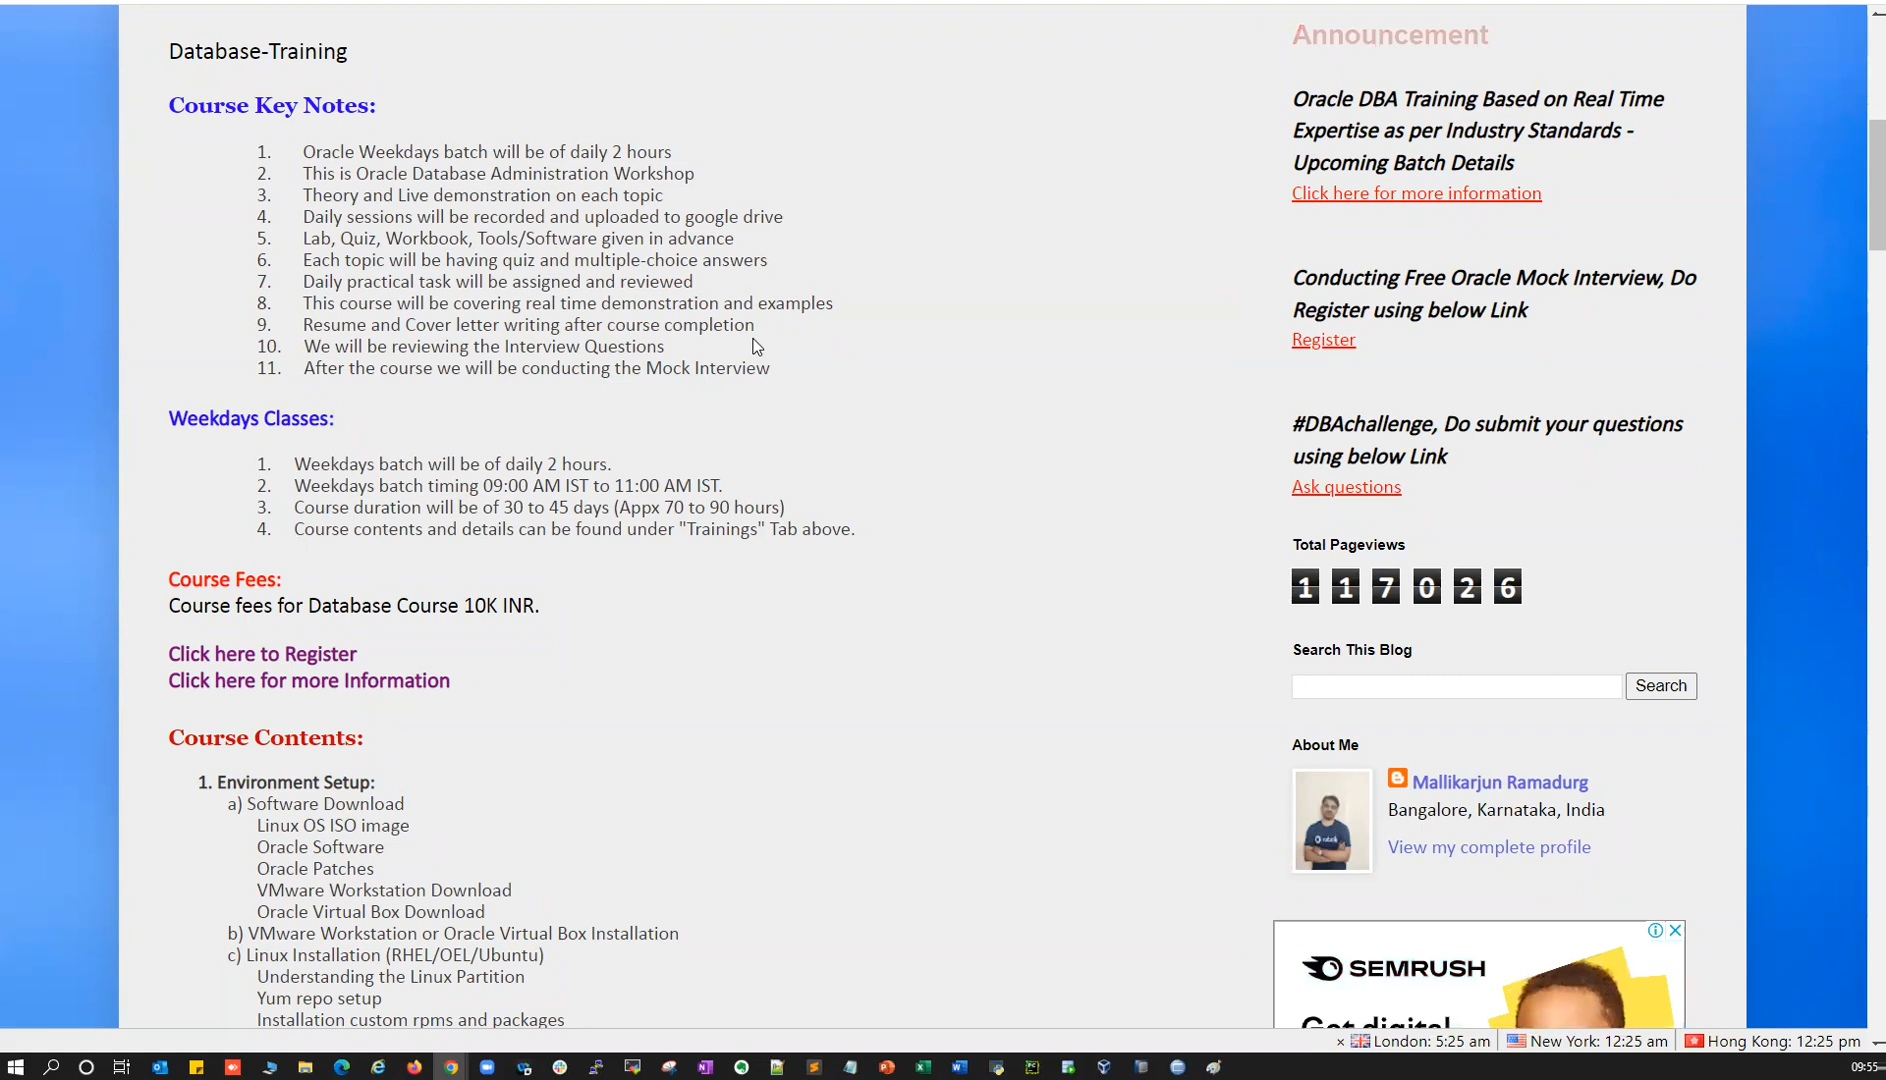 Database-Training
Course Key Notes:
1. Oracle Weekdays batch will be of daily 2 hours
2. This is Oracle Database Administration Workshop
3. Theory and Live demonstration on each topic
4. Daily sessions will be recorded and uploaded to google drive
5. Lab, Quiz, Workbook, Tools/Software given in advance
6. Each topic will be having quiz and multiple-choice answers
7. Daily practical task will be assigned and reviewed
8. This course will be covering real time demonstration and examples
9. Resume and Cover letter writing after course completion
10. We will be reviewing the Interview Questions
11. After the course we will be conducting the Mock Interview
Weekdays Classes:
1. Weekdays batch will be of daily 2 hours.
2. Weekdays batch timing 09:00 AM IST to 11:00 AM IST.
3. Course duration will be of 30 to 45 days (Appx 70 to 90 hours)
4. Course contents and details can be found under "Trainings" Tab above.
Course Fees:
Course fees for Database Course 10K INR.
Click here to Register
Click here for more Information
Course Contents:
1. Environment Setup:
a) Software Download
Linux OS ISO image
Oracle Software
Oracle Patches
VMware Workstation Download
Oracle Virtual Box Download
b) VMware Workstation or Oracle Virtual Box Installation
c) Linux Installation (RHEL/OEL/Ubuntu)
Understanding the Linux Partition
Yum repo setup
Installation custom rpms and packages
Announcement
Oracle DBA Training Based on Real Time
Expertise as per Industry Standards -
Upcoming Batch Details
Click here for more information
Conducting Free Oracle Mock Interview, Do
Register using below Link
Register
#DBAchallenge, Do submit your questions
using below Link
Ask questions
Total Pageviews
1 1 7 0 2 6
Search This Blog
Search
About Me
Mallikarjun Ramadurg
Bangalore, Karnataka, India
View my complete profile
SEMRUSH
Get digital
London: 5:25 am
New York: 12:25 am
Hong Kong: 12:25 pm
09:55